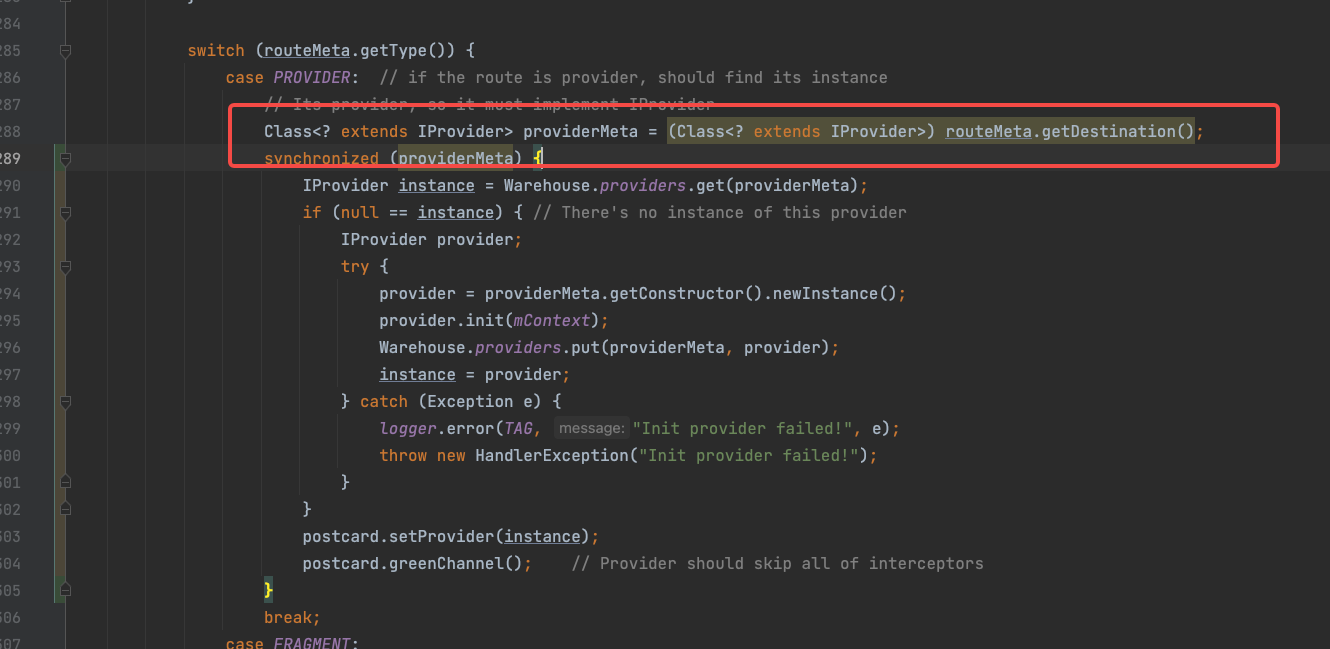 284
285 switch (routeMeta.getType()) {
286 case PROVIDER: // if the route is provider, should find its instance
287 // Its provider, so it must implement IProvider
288 Class<? extends IProvider> providerMeta = (Class<? extends IProvider>) routeMeta.getDestination();
289 synchronized (providerMeta) {
290 IProvider instance = Warehouse.providers.get(providerMeta);
291 if (null == instance) { // There's no instance of this provider
292 IProvider provider;
293 try {
294 provider = providerMeta.getConstructor().newInstance();
295 provider.init(mContext);
296 Warehouse.providers.put(providerMeta, provider);
297 instance = provider;
298 } catch (Exception e) {
299 logger.error(TAG, message: "Init provider failed!", e);
300 throw new HandlerException("Init provider failed!");
301 }
302 }
303 postcard.setProvider(instance);
304 postcard.greenChannel(); // Provider should skip all of interceptors
305 }
306 break;
307 case FRAGMENT: